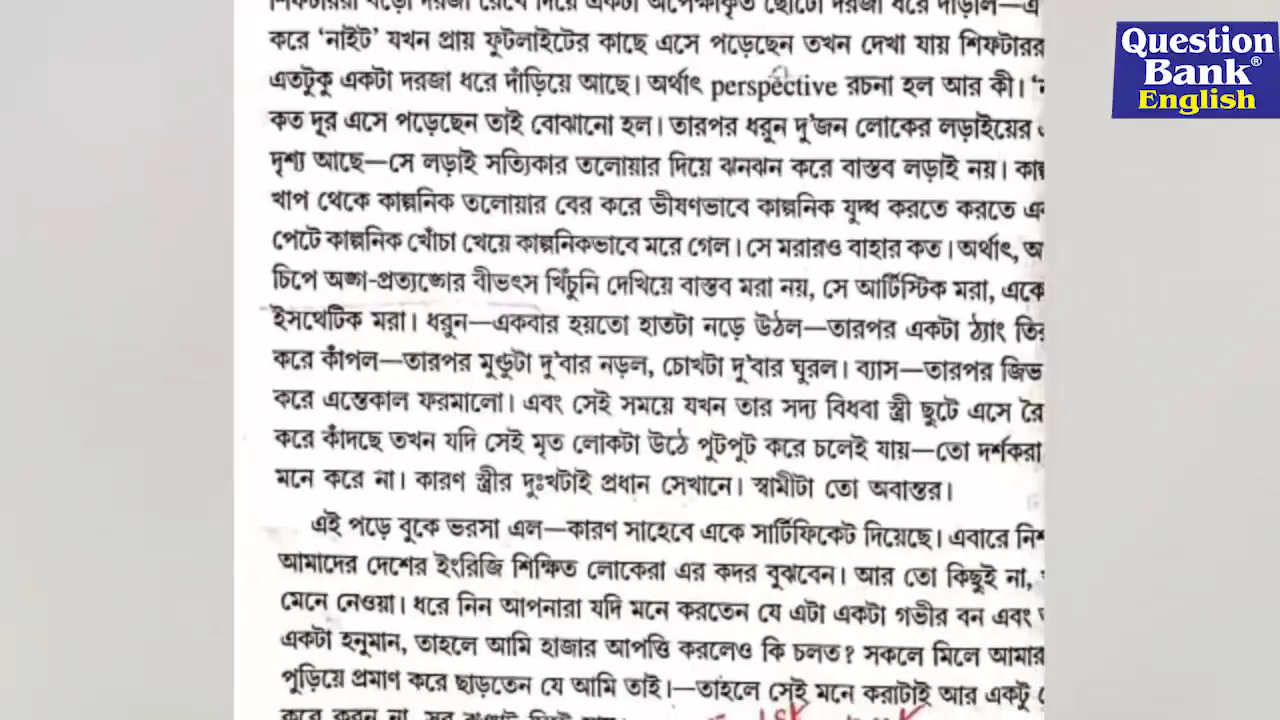 শিফটাররা বড়ো দরজা রেখে দিয়ে একটা অপেক্ষাকৃত ছোটো দরজা ধরে দাঁড়াল—এ
করে ‘নাইট’ যখন প্রায় ফুটলাইটের কাছে এসে পড়েছেন তখন দেখা যায় শিফটারর
এতটুকু একটা দরজা ধরে দাঁড়িয়ে আছে। অর্থাৎ perspective রচনা হল আর কী।
কত দূর এসে পড়েছেন তাই বোঝানো হল। তারপর ধরুন দু'জন লোকের লড়াইয়ের
দৃশ্য আছে—সে লড়াই সত্যিকার তলোয়ার দিয়ে ঝনঝন করে বাস্তব লড়াই নয়।
খাপ থেকে কাল্পনিক তলোয়ার বের করে ভীষণভাবে কাল্পনিক যুদ্ধ করতে করতে
পেটে কাল্পনিক খোঁচা খেয়ে কাল্পনিকভাবে মরে গেল। সে মরারও বাহার কত। অর্থাৎ,
চিপে অঙ্গ-প্রত্যঙ্গের বীভৎস খিঁচুনি দেখিয়ে বাস্তব মরা নয়, সে আর্টিস্টিক মরা, একে
ইসথেটিক মরা। ধরুন—একবার হয়তো হাতটা নড়ে উঠল—তারপর একটা ঠ্যাং তির
করে কাঁপল—তারপর মুন্ডুটা দু'বার নড়ল, চোখটা দু'বার ঘুরল। ব্যাস—তারপর জিভ
করে এন্তেকাল ফরমালো। এবং সেই সময়ে যখন তার সদ্য বিধবা স্ত্রী ছুটে এসে
করে কাঁদছে তখন যদি সেই মৃত লোকটা উঠে পুটপুট করে চলেই যায়—তো দর্শকরা
মনে করে না। কারণ স্ত্রীর দুঃখটাই প্রধান সেখানে। স্বামীটা তো অবান্তর।
এই পড়ে বুকে ভরসা এল—কারণ সাহেবে একে সার্টিফিকেট দিয়েছে। এবারে
আমাদের দেশের ইংরিজি শিক্ষিত লোকেরা এর কদর বুঝবেন। আর তো কিছুই না,
মেনে নেওয়া। ধরে নিন আপনারা যদি মনে করতেন যে এটা একটা গভীর বন এবং
একটা হনুমান, তাহলে আমি হাজার আপত্তি করলেও কি চলত? সকলে মিলে আমার
পুড়িয়ে প্রমাণ করে ছাড়তেন যে আমি তাই।—তাহলে সেই মনে করাটাই আর একটু
Question
Bank®
English